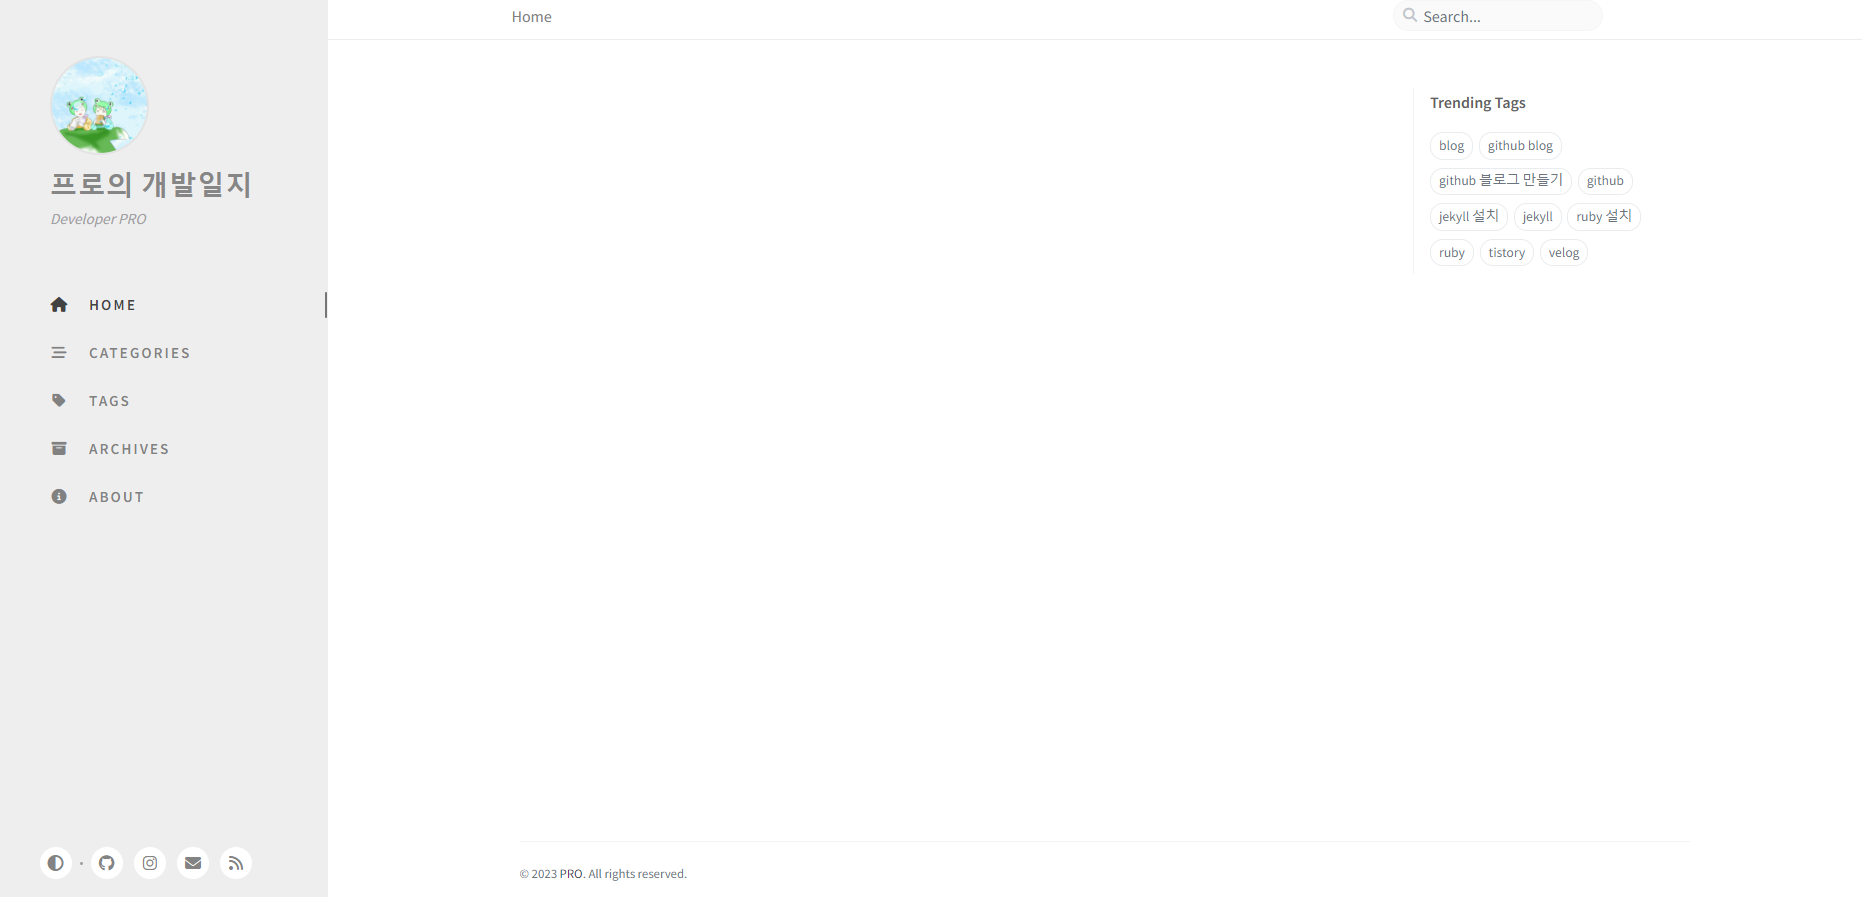 프로의 개발일지
Developer PRO
HOME
CATEGORIES
TAGS
ARCHIVES
ABOUT
Home
Search...
Trending Tags
blog github blog
github 블로그 만들기 github
jekyll 설치 jekyll ruby 설치
ruby tistory velog
© 2023 PRO. All rights reserved.